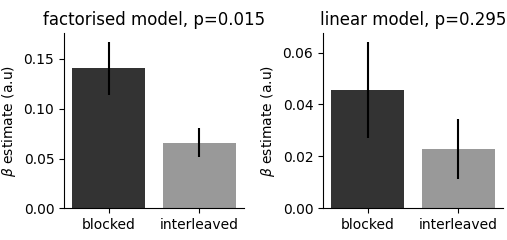 factorised model, p=0.015
β estimate (a.u)
0.15
0.10
0.05
0.00
blocked interleaved
linear model, p=0.295
β estimate (a.u)
0.06
0.04
0.02
0.00
blocked interleaved